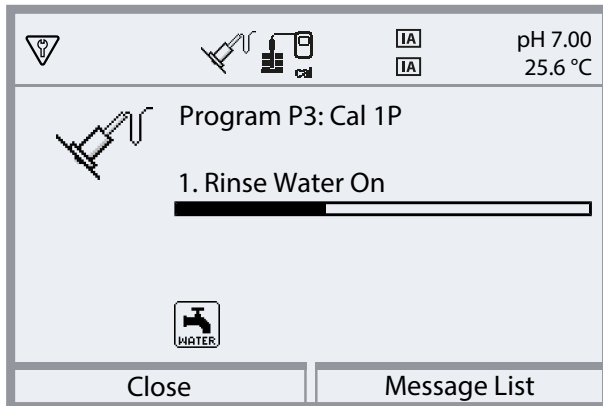 cal
IA
IA
pH 7.00
25.6 °C
Program P3: Cal 1P
1. Rinse Water On
WATER
Close
Message List